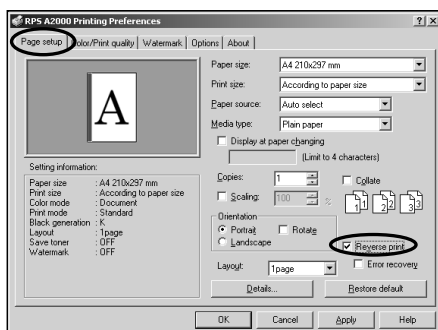 RPS A2000 Printing Preferences
Page setup Color/Print quality Watermark Options About
A
Setting information:
Paper size : A4 210x297 mm
Print size : According to paper size
Color mode : Document
Print mode : Standard
Black generation : K
Layout : 1page
Save toner : OFF
Watermark : OFF
Paper size: A4 210x297 mm
Print size: According to paper size
Paper source: Auto select
Media type: Plain paper
Display at paper changing
(Limit to 4 characters)
Copies: 1
Collate
Scaling: 100 %
1 1 2 2 3 3
Orientation
Portrait Rotate
Landscape
Reverse print
Layout: 1page
Error recovery
Details... Restore default
OK Cancel Apply Help